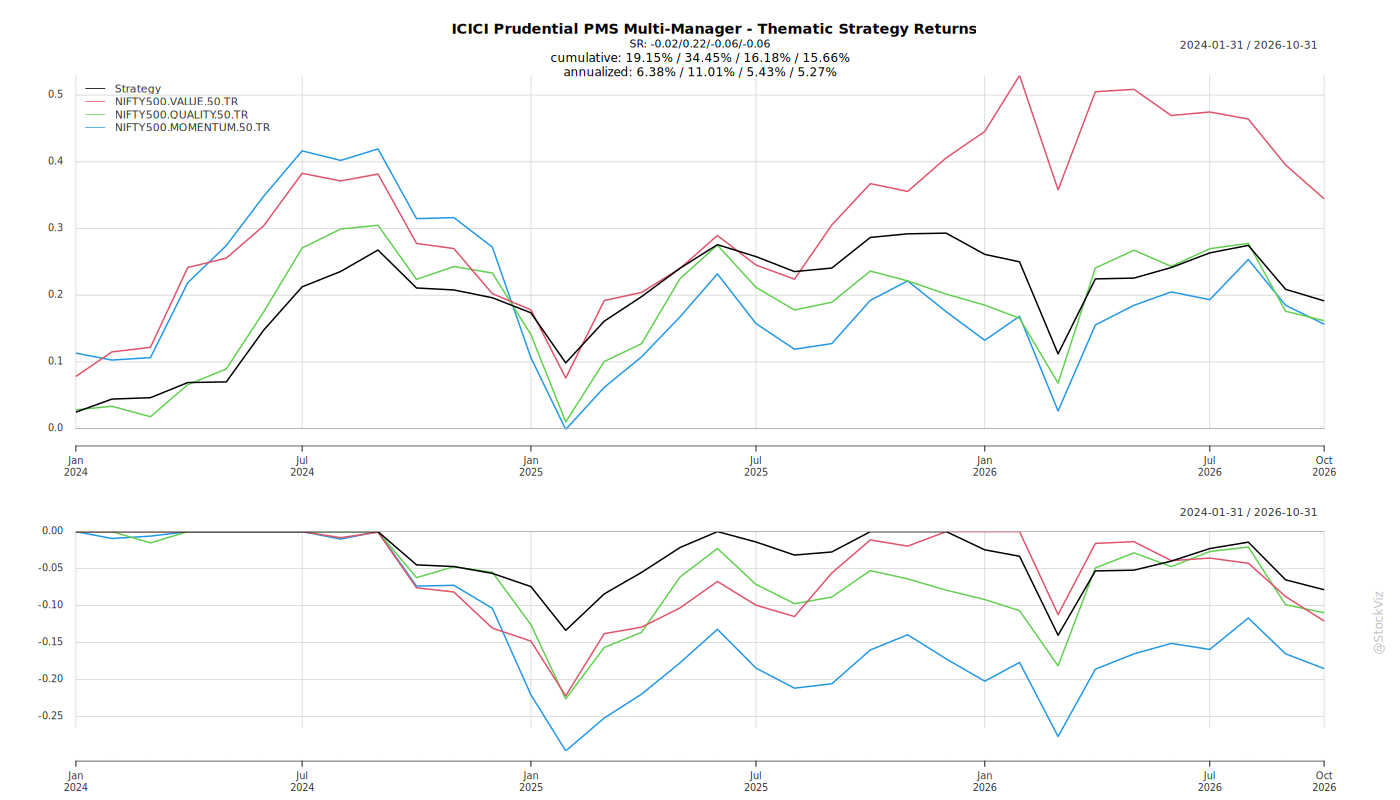 ICICI Prudential PMS Multi-Manager - Thematic Strategy Returns
SR: -0.02/0.22/-0.06/-0.06
cumulative: 19.15% / 34.45% / 16.18% / 15.66%
annualized: 6.38% / 11.01% / 5.43% / 5.27%
2024-01-31 / 2026-10-31
Strategy
NIFTY500.VALUE.50.TR
NIFTY500.QUALITY.50.TR
NIFTY500.MOMENTUM.50.TR
0.5
0.4
0.3
0.2
0.1
0.0
Jan Jul Jan Jul Jan Jul Oct
2024 2024 2025 2025 2026 2026 2026
2024-01-31 / 2026-10-31
0.00
-0.05
-0.10
-0.15
-0.20
-0.25
Jan Jul Jan Jul Jan Jul Oct
2024 2024 2025 2025 2026 2026 2026
@StockViz